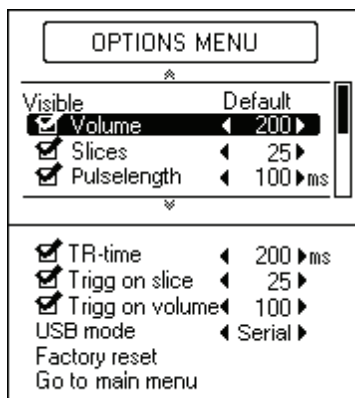 OPTIONS MENU
Visible Default
Volume 200
Slices 25
Pulselength 100 ms
TR-time 200 ms
Trigg on slice 25
Trigg on volume 100
USB mode Serial
Factory reset
Go to main menu